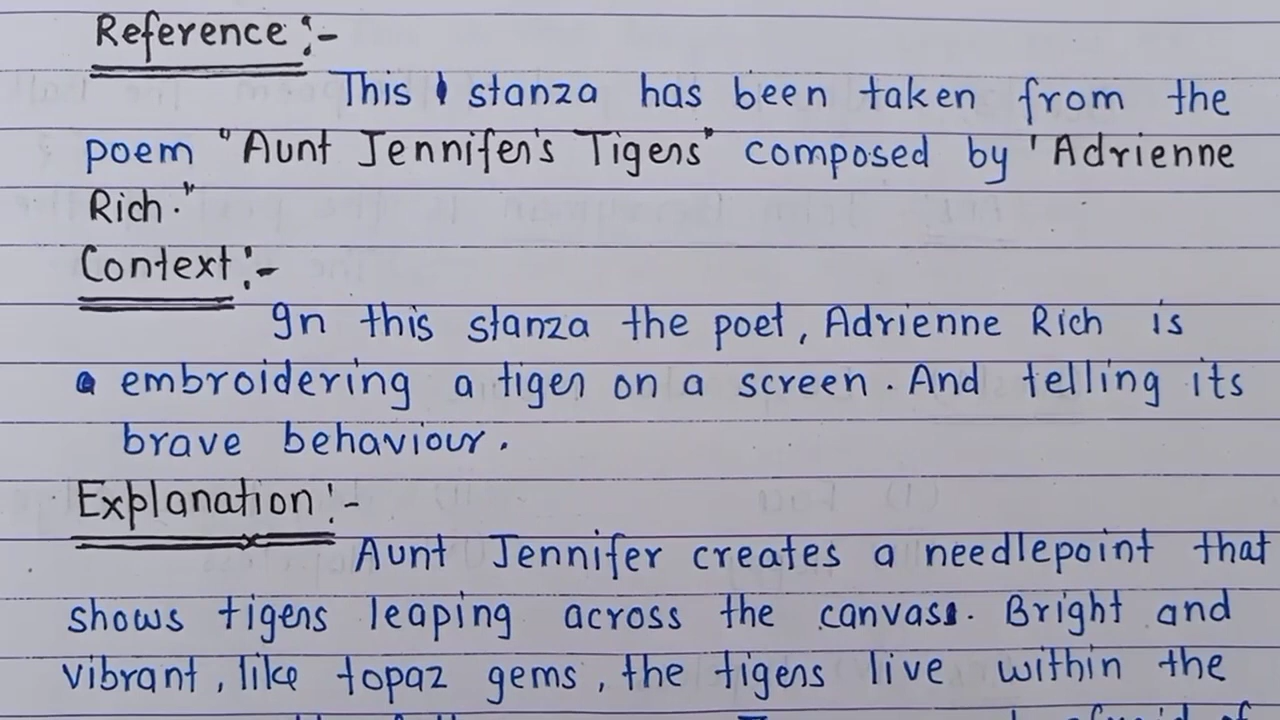 Reference :-
This stanza has been taken from the
poem "Aunt Jennifer's Tigers" composed by 'Adrienne
Rich."
Context :-
In this stanza the poet, Adrienne Rich is
embroidering a tiger on a screen. And telling its
brave behaviour.
Explanation :-
Aunt Jennifer creates a needlepoint that
shows tigers leaping across the canvas. Bright and
vibrant, like topaz gems, the tigers live within the
afraid of